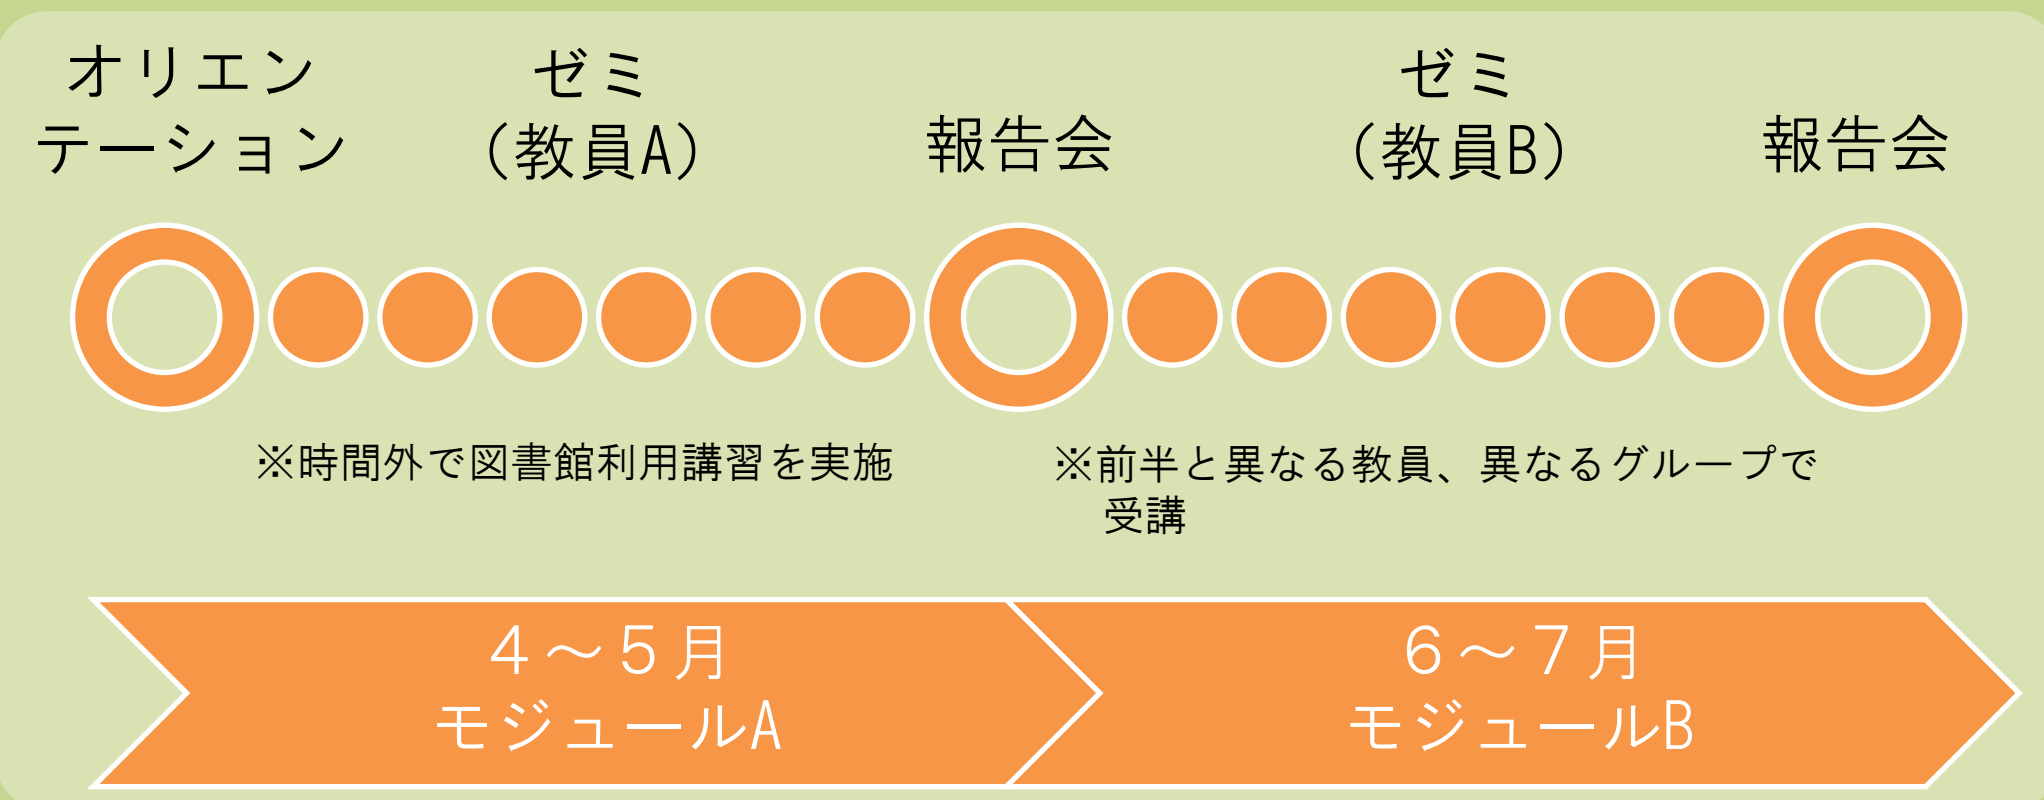 オリエン
テーション
ゼミ
（教員A）
報告会
ゼミ
（教員B）
報告会
※時間外で図書館利用講習を実施
※前半と異なる教員、異なるグループで
受講
４～５月
モジュールA
６～７月
モジュールB